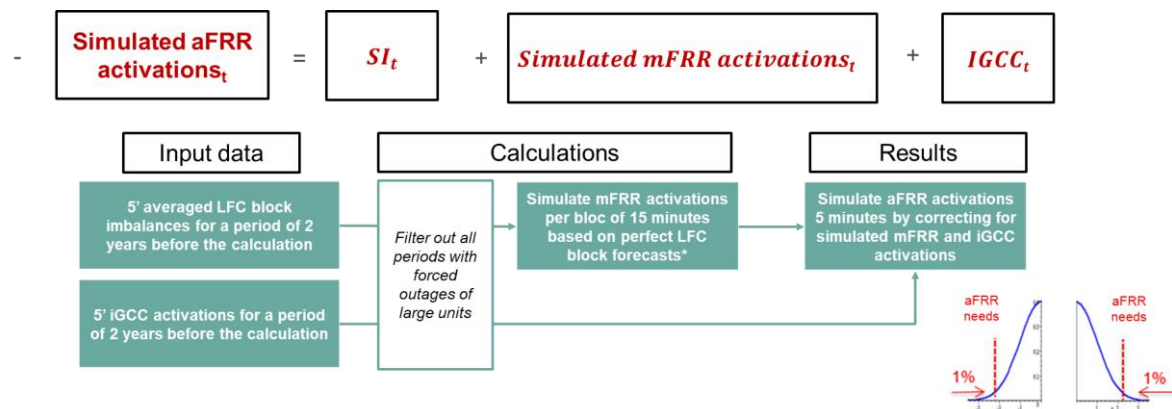 - Simulated aFRR activationst = SIt + Simulated mFRR activationst + IGCCt
Input data
Calculations
Results
5' averaged LFC block
imbalances for a period of 2
years before the calculation
Filter out all
periods with
forced
outages of
large units
Simulate mFRR activations
per bloc of 15 minutes
based on perfect LFC
block forecasts*
Simulate aFRR activations
5 minutes by correcting for
simulated mFRR and iGCC
activations
5' iGCC activations for a period
of 2 years before the calculation
aFRR
needs
1%
aFRR
needs
1%